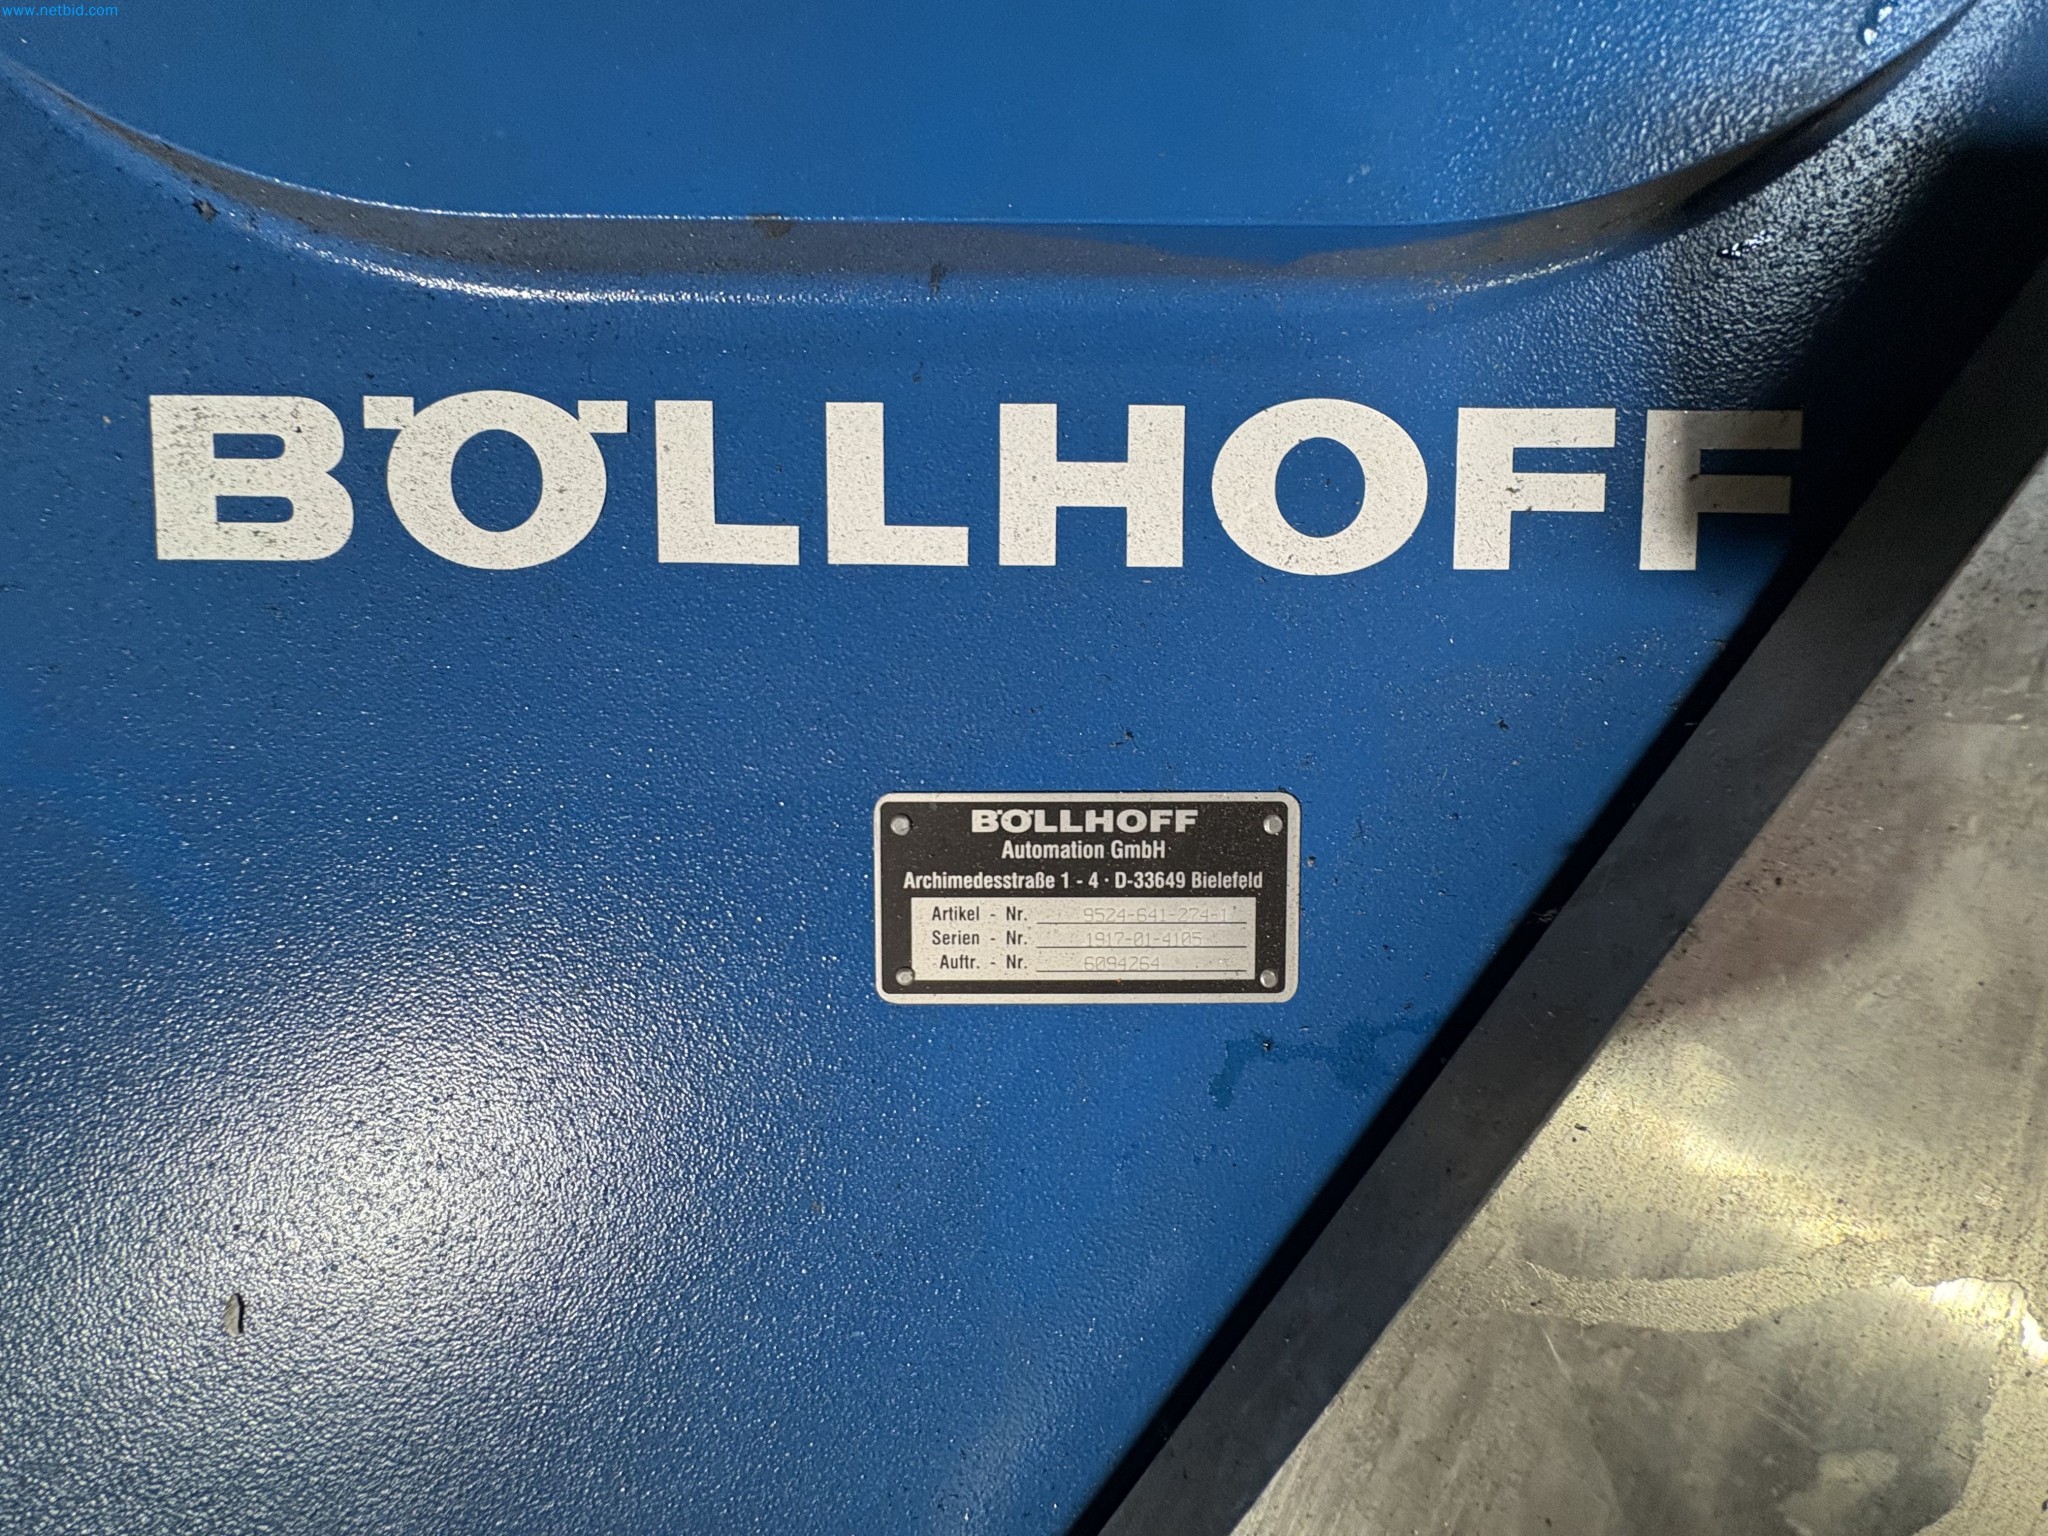 www.netbid.com
BÖLLHOFF
BÖLLHOFF
Automation GmbH
Archimedesstraße 1 - 4 · D-33649 Bielefeld
Artikel - Nr. 9524-641-274-1
Serien - Nr. 1917-01-4105
Auftr. - Nr. 6094264